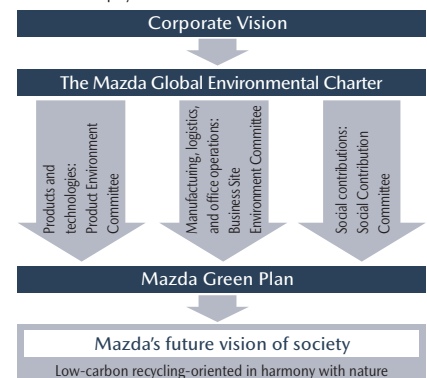 Corporate Vision
The Mazda Global Environmental Charter
Products and
technologies:
Product Environment
Committee
Manufacturing, logistics,
and office operations:
Business Site
Environment Committee
Social contributions:
Social Contribution
Committee
Mazda Green Plan
Mazda's future vision of society
Low-carbon recycling-oriented in harmony with nature